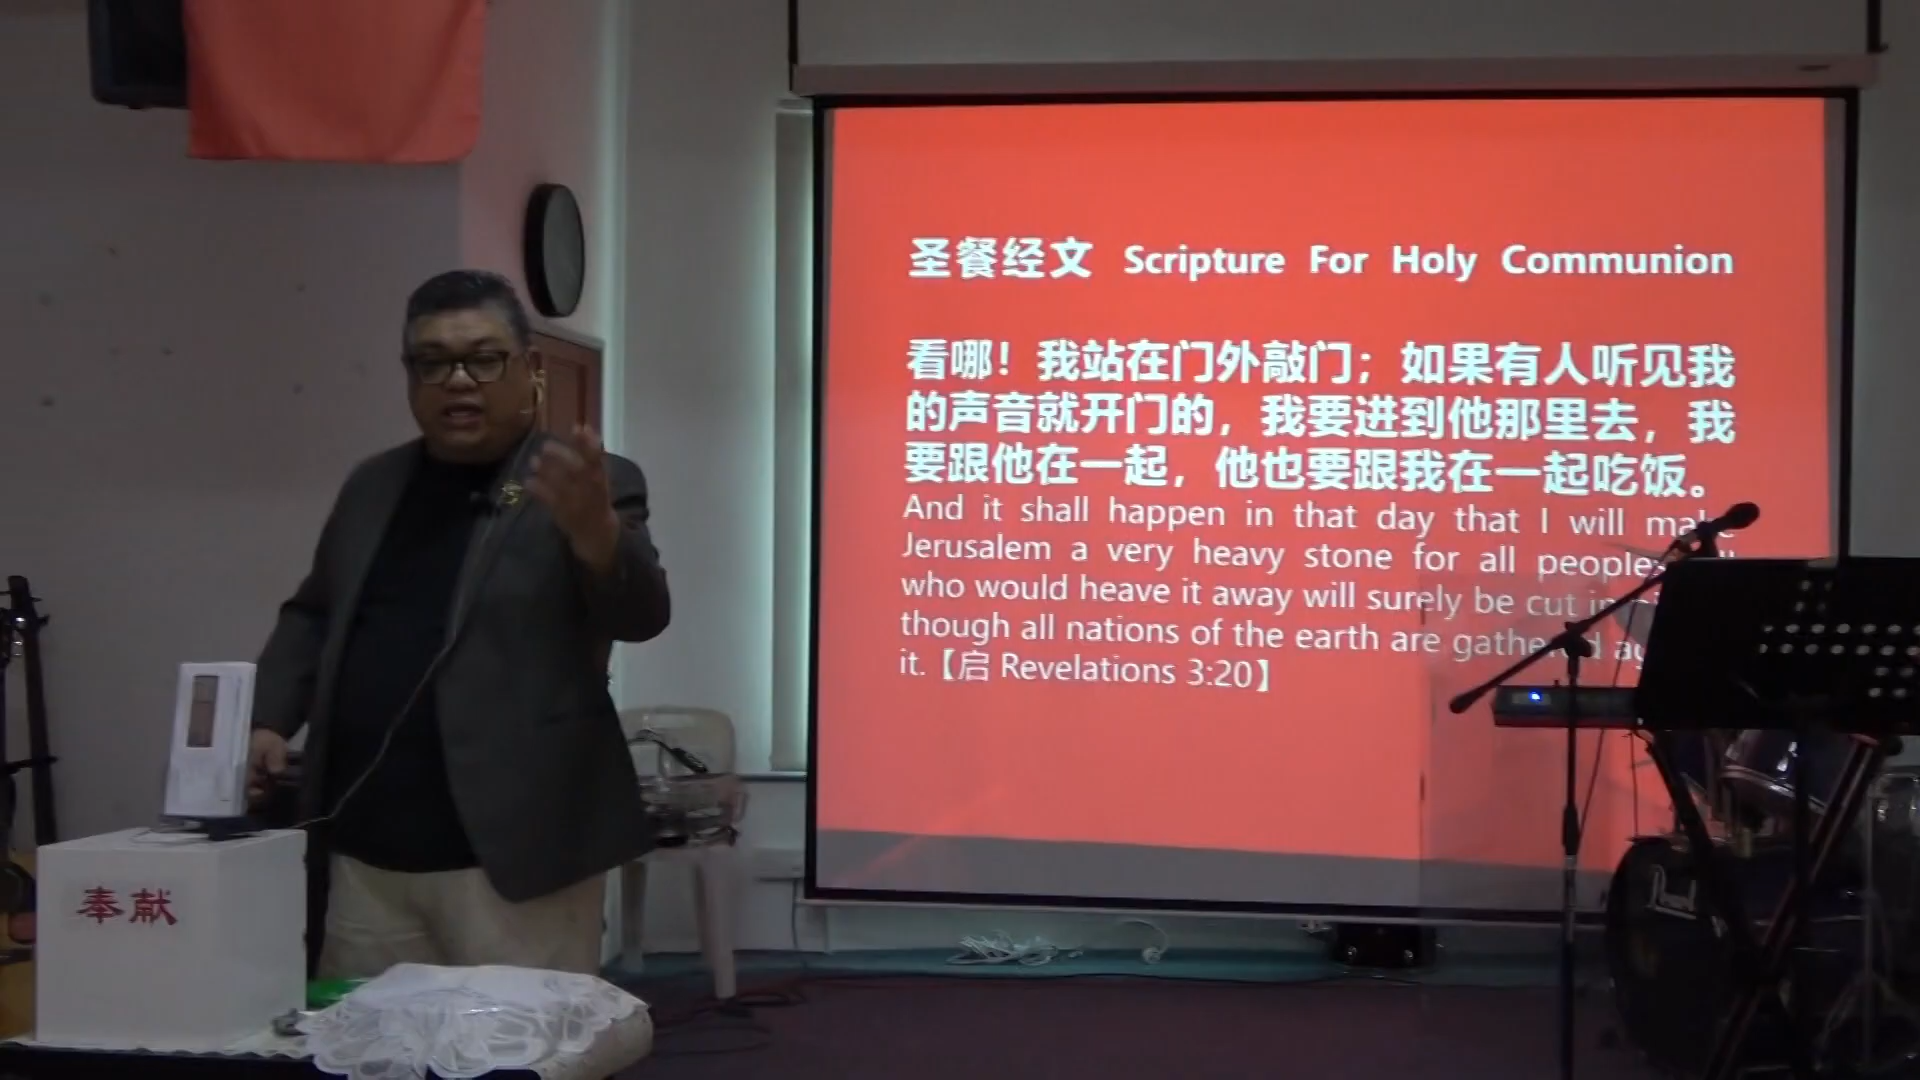 圣餐经文 Scripture For Holy Communion
看哪！我站在门外敲门；如果有人听见我
的声音就开门的，我要进到他那里去，我
要跟他在一起，他也要跟我在一起吃饭。
And it shall happen in that day that I will
Jerusalem a very heavy stone for all
who would heave it away will surely be cut
though all nations of the earth are gathered
it.【启 Revelations 3:20】
奉献
Pearl